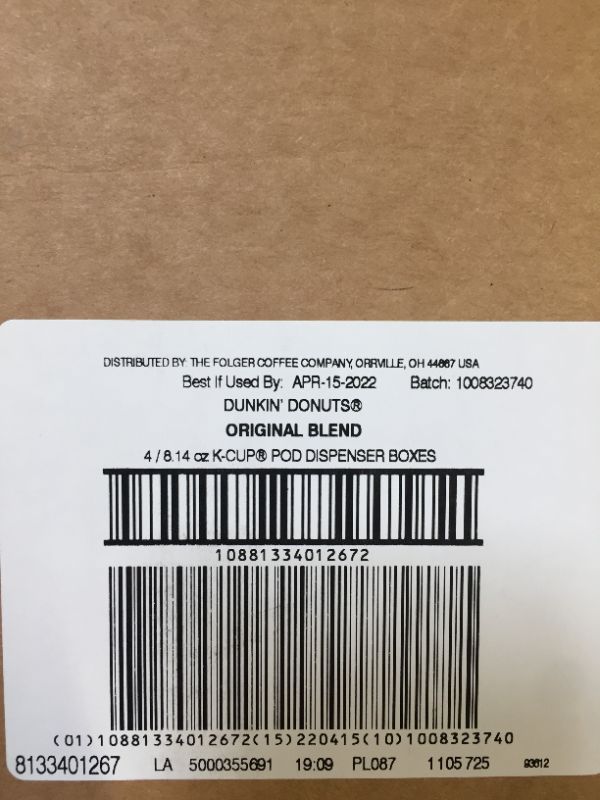 DISTRIBUTED BY: THE FOLGER COFFEE COMPANY, ORRVILLE, OH 44667 USA
Best If Used By: APR-15-2022 Batch: 1008323740
DUNKIN' DONUTS®
ORIGINAL BLEND
4 / 8.14 oz K-CUP® POD DISPENSER BOXES
10881334012672
(01)10881334012672(15)220415(10)1008323740
8133401267 LA 5000355691 19:09 PL087 1105725 93612